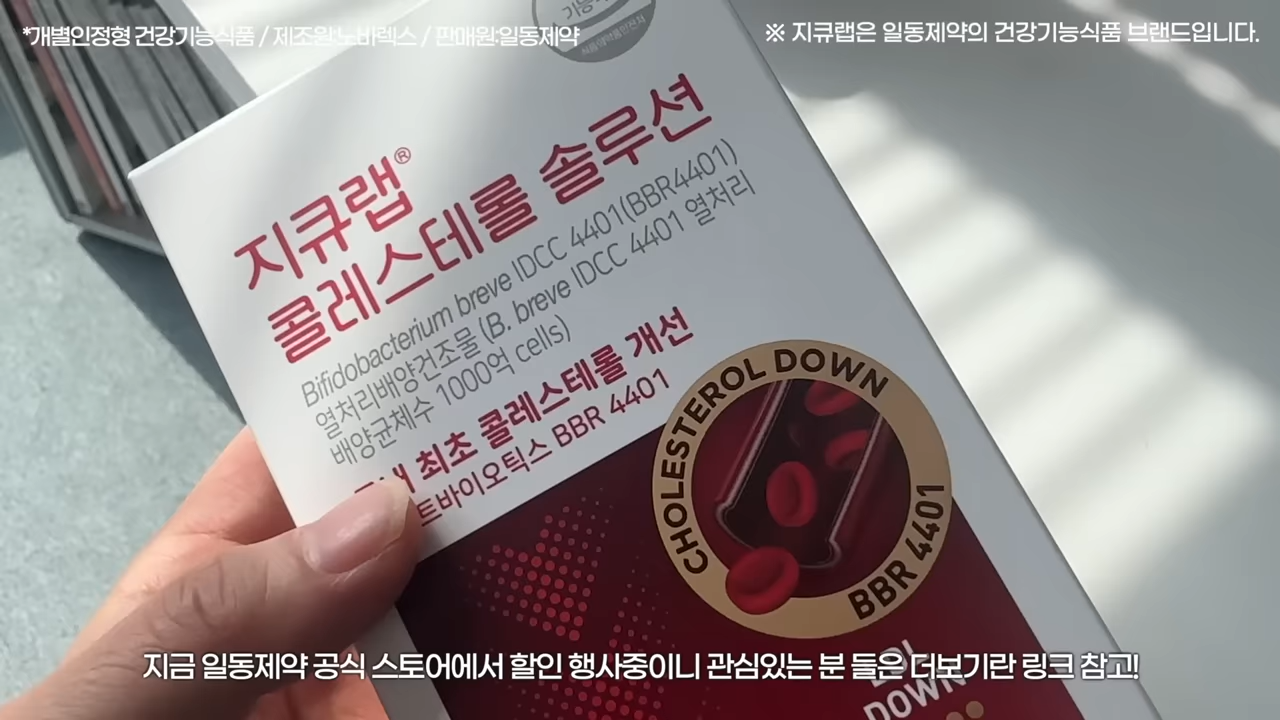 *개별인정형 건강기능식품 / 제조원:노바렉스 / 판매원:일동제약
※ 지큐랩은 일동제약의 건강기능식품 브랜드입니다.
지큐랩®
콜레스테롤 솔루션
Bifidobacterium breve IDCC 4401(BBR4401)
열처리배양건조물 (B. breve IDCC 4401 열처리
배양균체수 1000억 cells)
최초 콜레스테롤 개선
트바이오틱스 BBR 4401
CHOLESTEROL DOWN
BBR 4401
DOWN
지금 일동제약 공식 스토어에서 할인 행사중이니 관심있는 분 들은 더보기란 링크 참고!